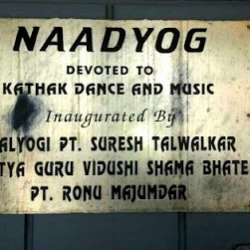 NAADYOG
DEVOTED TO
KATHAK DANCE AND MUSIC
Inaugurated By
ALYOGI PT. SURESH TALWALKAR
TYA GURU VIDUSHI SHAMA BHATE
PT. RONU MAJUMDAR